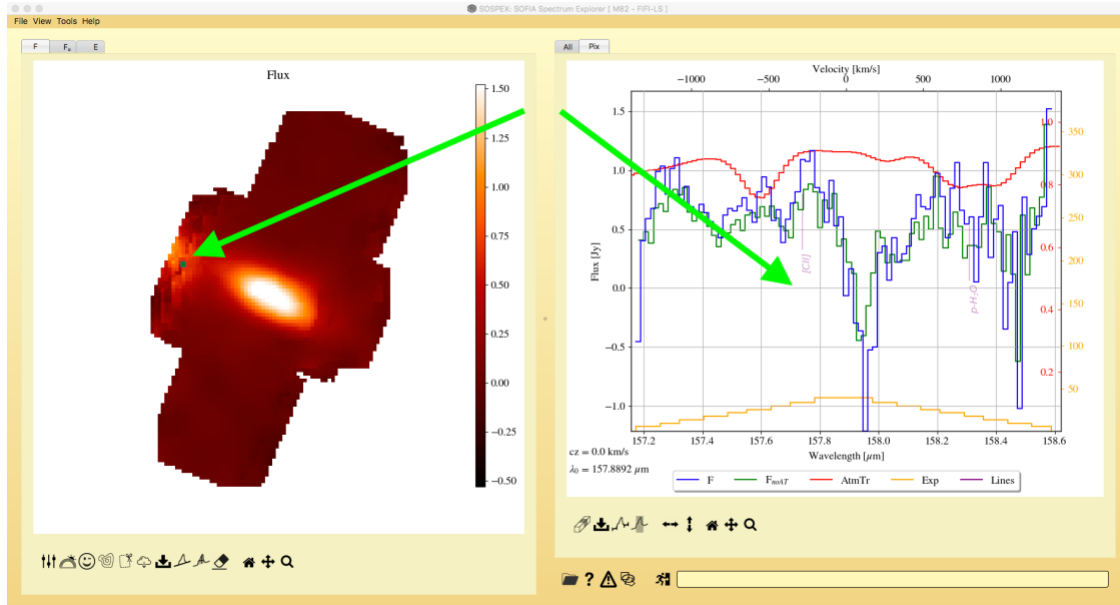 SOSPEX: SOFIA Spectrum Explorer [ M82 - FIFI-LS ]
File View Tools Help
F Fu E
Flux
1.50
1.25
1.00
0.75
0.50
0.25
0.00
−0.25
−0.50
All Pix
Velocity [km/s]
−1000 −500 0 500 1000
1.5
1.0
0.5
0.0
−0.5
−1.0
Flux [Jy]
1.0
0.8
0.6
0.4
0.2
350
300
250
200
150
100
50
[CII]
p-H2O
157.2 157.4 157.6 157.8 158.0 158.2 158.4 158.6
Wavelength [μm]
cz = 0.0 km/s
λ0 = 157.8892 μm
F FnoAT AtmTr Exp Lines